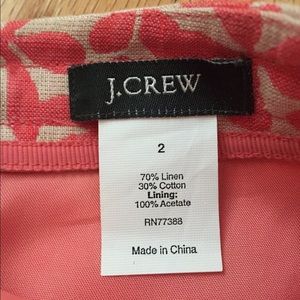 J.CREW
2
70% Linen
30% Cotton
Lining:
100% Acetate
RN77388
Made in China